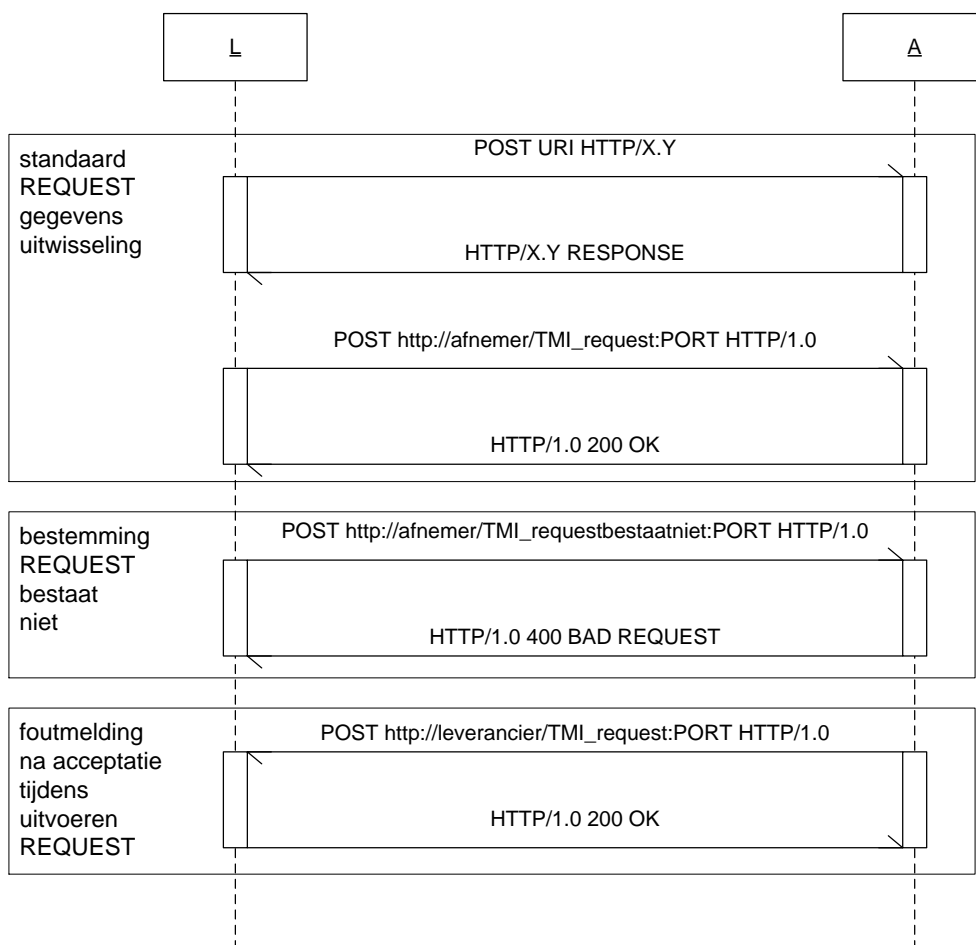 L
A
standaard
REQUEST
gegevens
uitwisseling
POST URI HTTP/X.Y
HTTP/X.Y RESPONSE
POST http://afnemer/TMI_request:PORT HTTP/1.0
HTTP/1.0 200 OK
bestemming
REQUEST
bestaat
niet
POST http://afnemer/TMI_requestbestaatniet:PORT HTTP/1.0
HTTP/1.0 400 BAD REQUEST
foutmelding
na acceptatie
tijdens
uitvoeren
REQUEST
POST http://leverancier/TMI_request:PORT HTTP/1.0
HTTP/1.0 200 OK